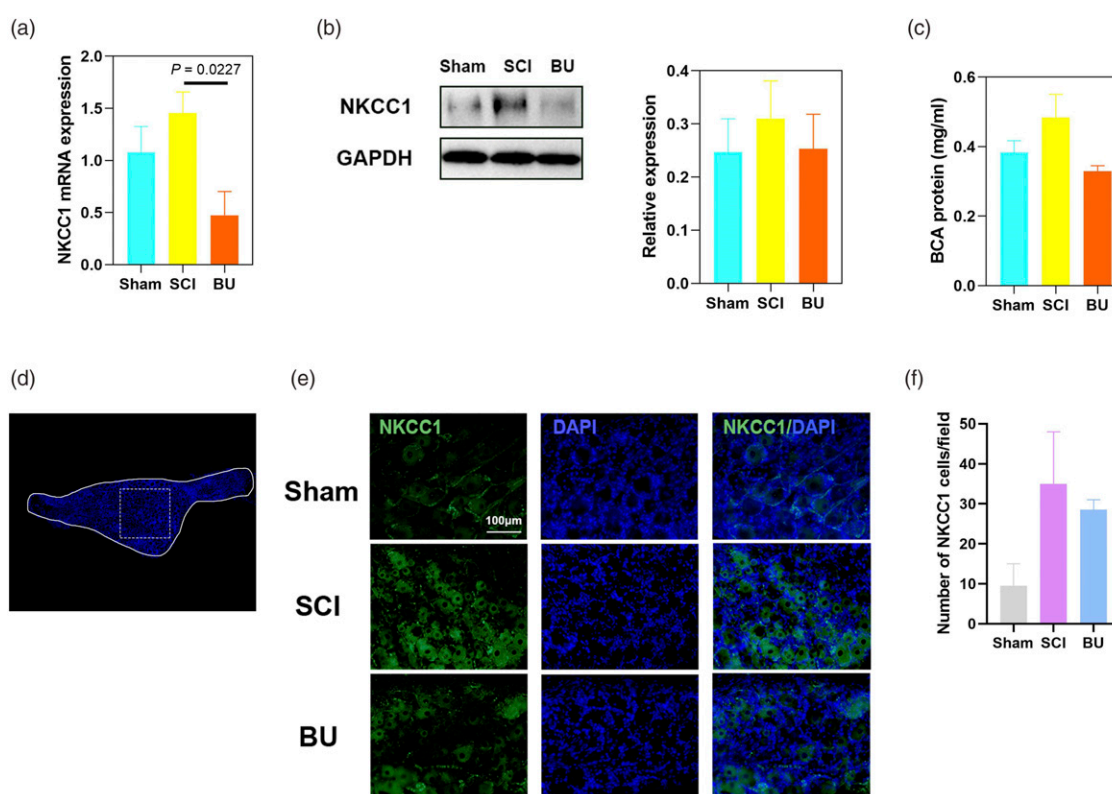 (a)
NKCC1 mRNA expression
2.0
1.5
1.0
0.5
0.0
P = 0.0227
Sham SCI BU
(b)
Sham SCI BU
NKCC1
GAPDH
Relative expression
0.4
0.3
0.2
0.1
0.0
Sham SCI BU
(c)
BCA protein (mg/ml)
0.6
0.4
0.2
0.0
Sham SCI BU
(d)
(e)
NKCC1 DAPI NKCC1/DAPI
Sham
100μm
SCI
BU
(f)
Number of NKCC1 cells/field
50
40
30
20
10
0
Sham SCI BU